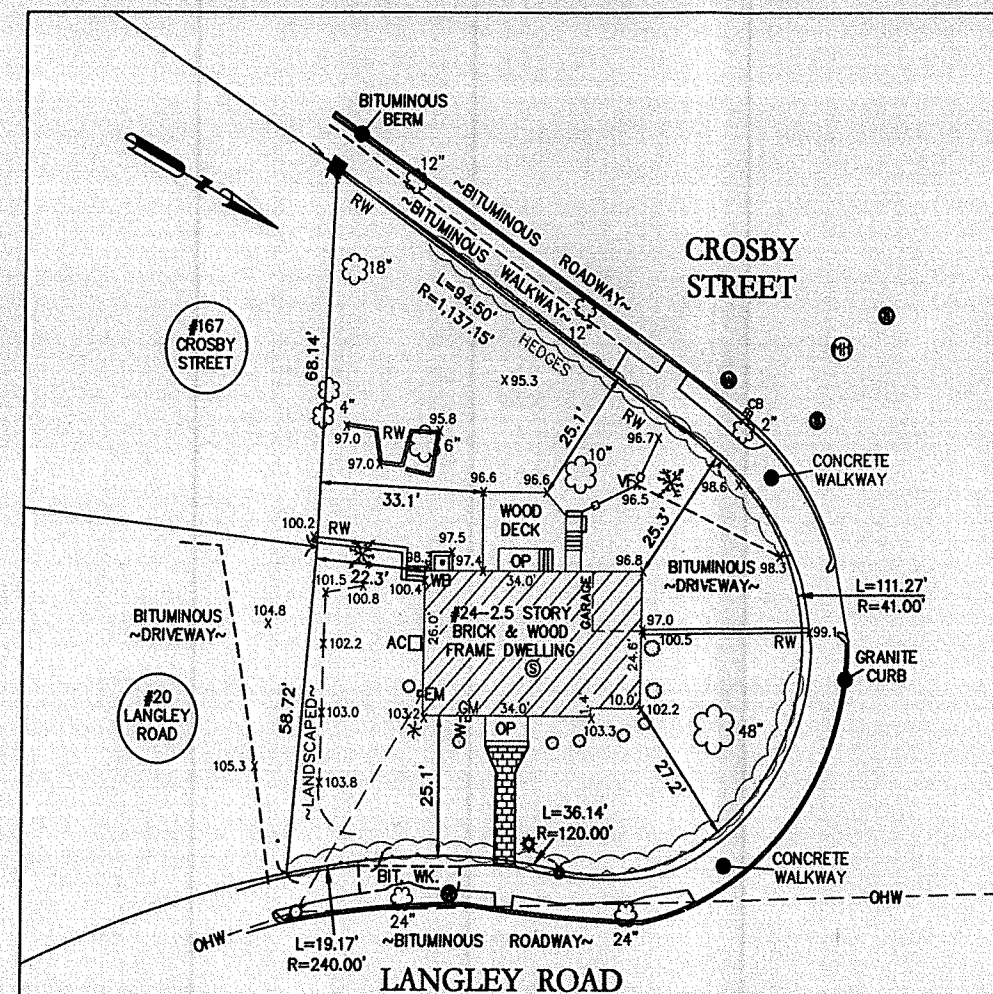 BITUMINOUS
BERM
12"
N
RW
~BITUMINOUS ROADWAY~
~BITUMINOUS WALKWAY~
CROSBY
STREET
18"
L=94.50'
R=1,137.15'
12"
HEDGES
MH
#167
CROSBY
STREET
68.14'
95.3
CB
2"
25.1'
RW
4"
97.0
RW
95.8
6"
97.0
96.7
10"
CONCRETE
WALKWAY
96.6
96.6
96.5
98.6
33.1'
WOOD
DECK
25.3'
100.2
RW
97.5
98.3
97.4
OP
96.8
98.3
22.3'
BITUMINOUS
~DRIVEWAY~
L=111.27'
R=41.00'
101.5
100.8
100.4
WB
34.0'
BITUMINOUS
~DRIVEWAY~
104.8
26.0'
#24-2.5 STORY
BRICK & WOOD
FRAME DWELLING
GARAGE
S
97.0
100.5
RW
99.1
102.2
AC
24.6'
GRANITE
CURB
#20
LANGLEY
ROAD
58.72'
~LANDSCAPED~
EM
GM
34.0'
1.4'
10.0'
103.0
103.2
W
OP
103.3
102.2
48"
105.3
103.8
25.1'
27.2'
L=36.14'
R=120.00'
BIT. WK.
CONCRETE
WALKWAY
24"
24"
OHW
OHW
L=19.17'
R=240.00'
~BITUMINOUS ROADWAY~
LANGLEY ROAD